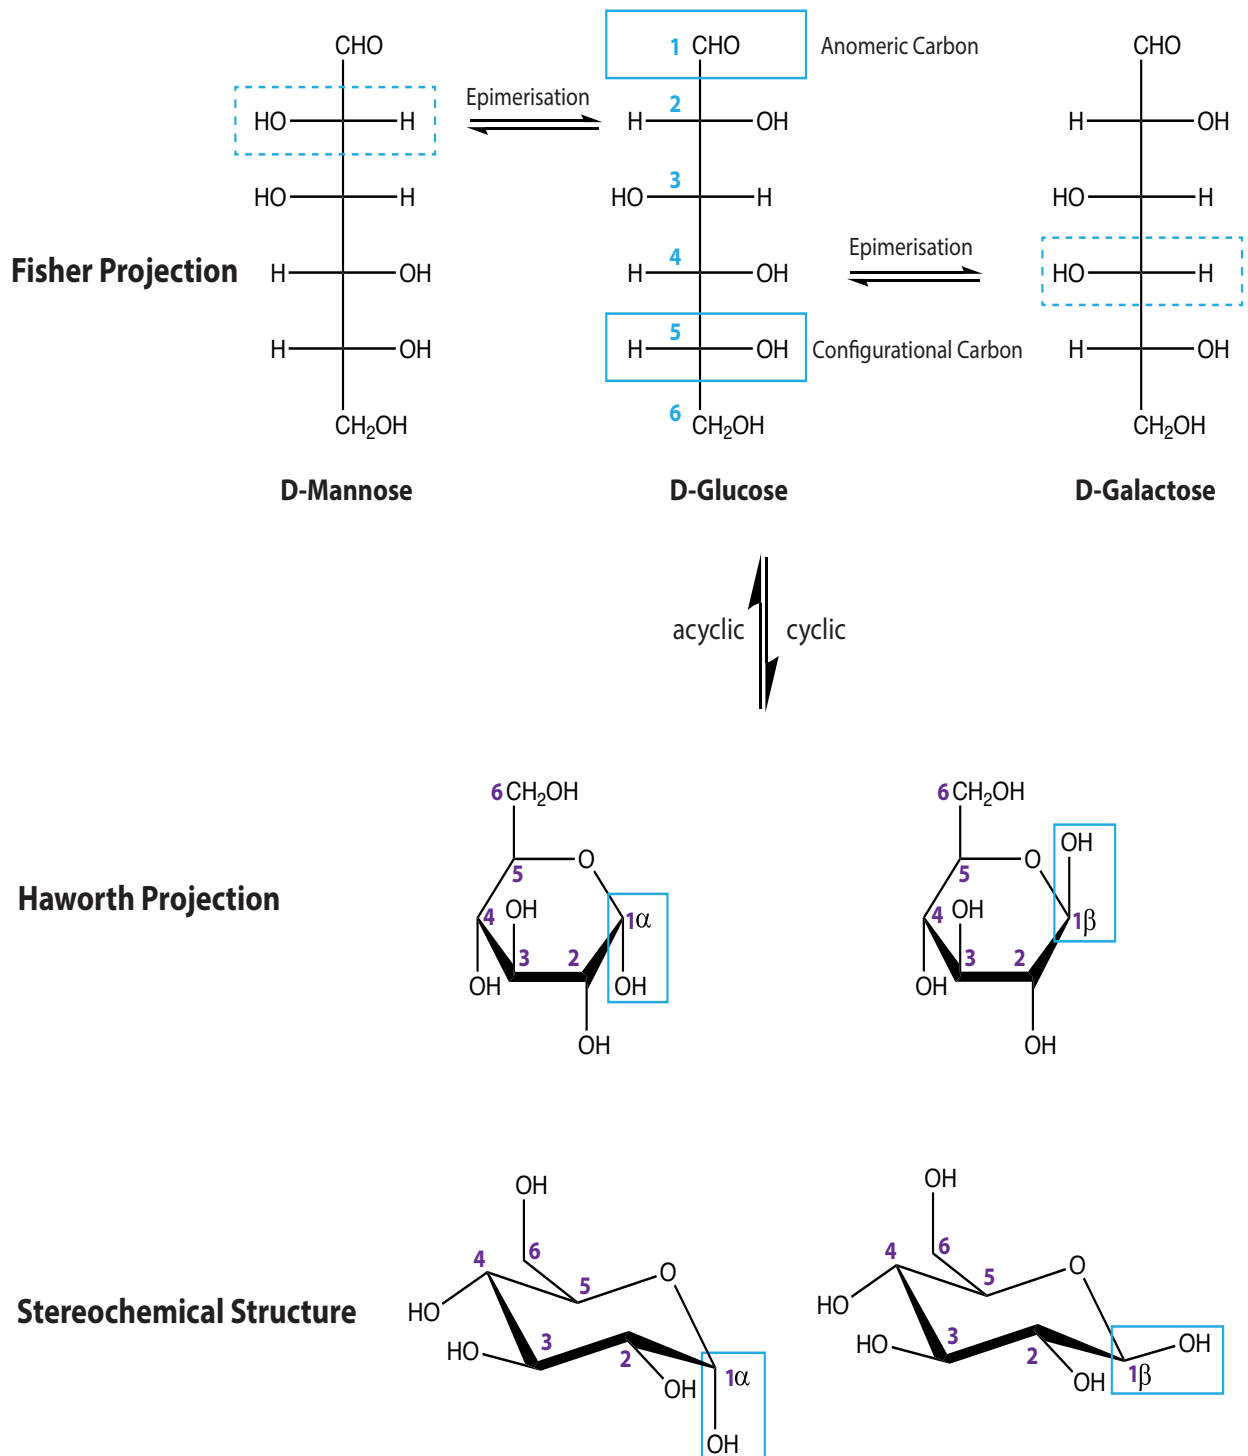 CHO
1 CHO
Anomeric Carbon
CHO
HO H
Epimerisation
2
H OH
H OH
HO H
3
HO H
HO H
Fisher Projection
H OH
4
H OH
Epimerisation
HO H
H OH
5
H OH
Configurational Carbon
H OH
CH₂OH
6 CH₂OH
CH₂OH
D-Mannose
D-Glucose
D-Galactose
acyclic
cyclic
Haworth Projection
6 CH₂OH
5
O
4
OH
1α
3
2
OH
OH
OH
6 CH₂OH
OH
5
O
4
OH
1β
3
2
OH
OH
Stereochemical Structure
OH
6
4
5
O
HO
HO
3
2
1α
OH
OH
OH
6
4
5
O
HO
HO
3
2
OH
1β
OH